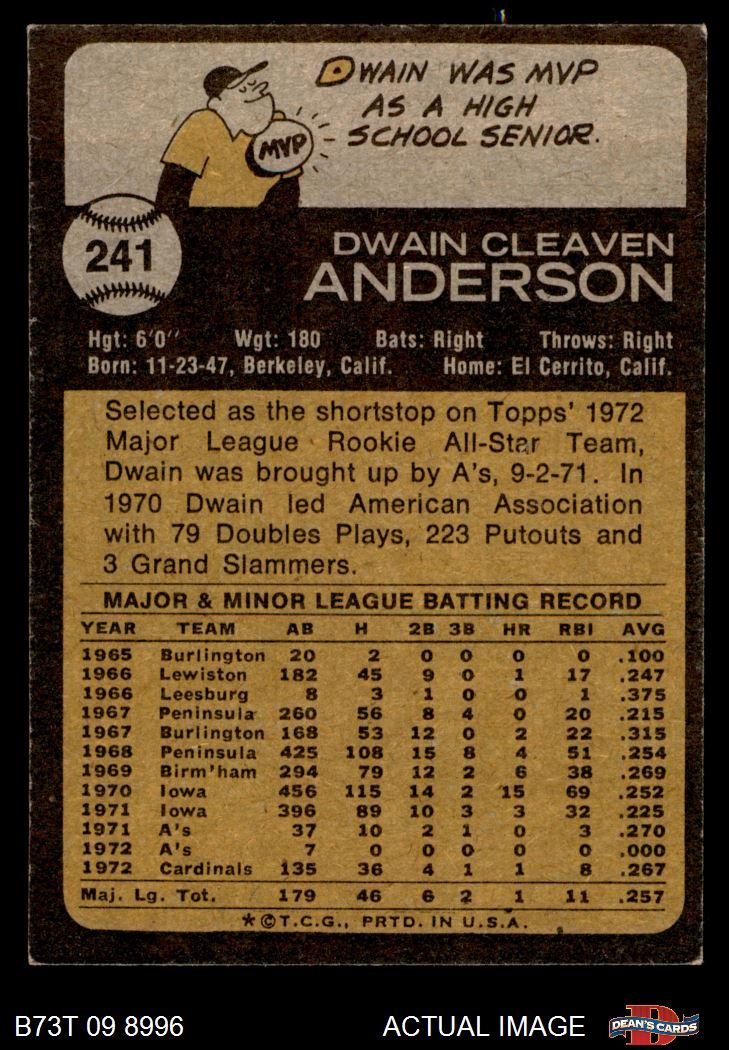 DWAIN WAS MVP
AS A HIGH
SCHOOL SENIOR.
MVP
241
DWAIN CLEAVEN
ANDERSON
Hgt: 6'0'' Wgt: 180 Bats: Right Throws: Right
Born: 11-23-47, Berkeley, Calif. Home: El Cerrito, Calif.
Selected as the shortstop on Topps' 1972
Major League Rookie All-Star Team,
Dwain was brought up by A's, 9-2-71. In
1970 Dwain led American Association
with 79 Doubles Plays, 223 Putouts and
3 Grand Slammers.
MAJOR & MINOR LEAGUE BATTING RECORD
YEAR TEAM AB H 2B 3B HR RBI AVG
1965 Burlington 20 2 0 0 0 0 .100
1966 Lewiston 182 45 9 0 1 17 .247
1966 Leesburg 8 3 1 0 0 1 .375
1967 Peninsula 260 56 8 4 0 20 .215
1967 Burlington 168 53 12 0 2 22 .315
1968 Peninsula 425 108 15 8 4 51 .254
1969 Birm'ham 294 79 12 2 6 38 .269
1970 Iowa 456 115 14 2 15 69 .252
1971 Iowa 396 89 10 3 3 32 .225
1971 A's 37 10 2 1 0 3 .270
1972 A's 7 0 0 0 0 0 .000
1972 Cardinals 135 36 4 1 1 8 .267
Maj. Lg. Tot. 179 46 6 2 1 11 .257
*©T.C.G., PRTD. IN U.S.A.
B73T 09 8996 ACTUAL IMAGE DEAN'S CARDS